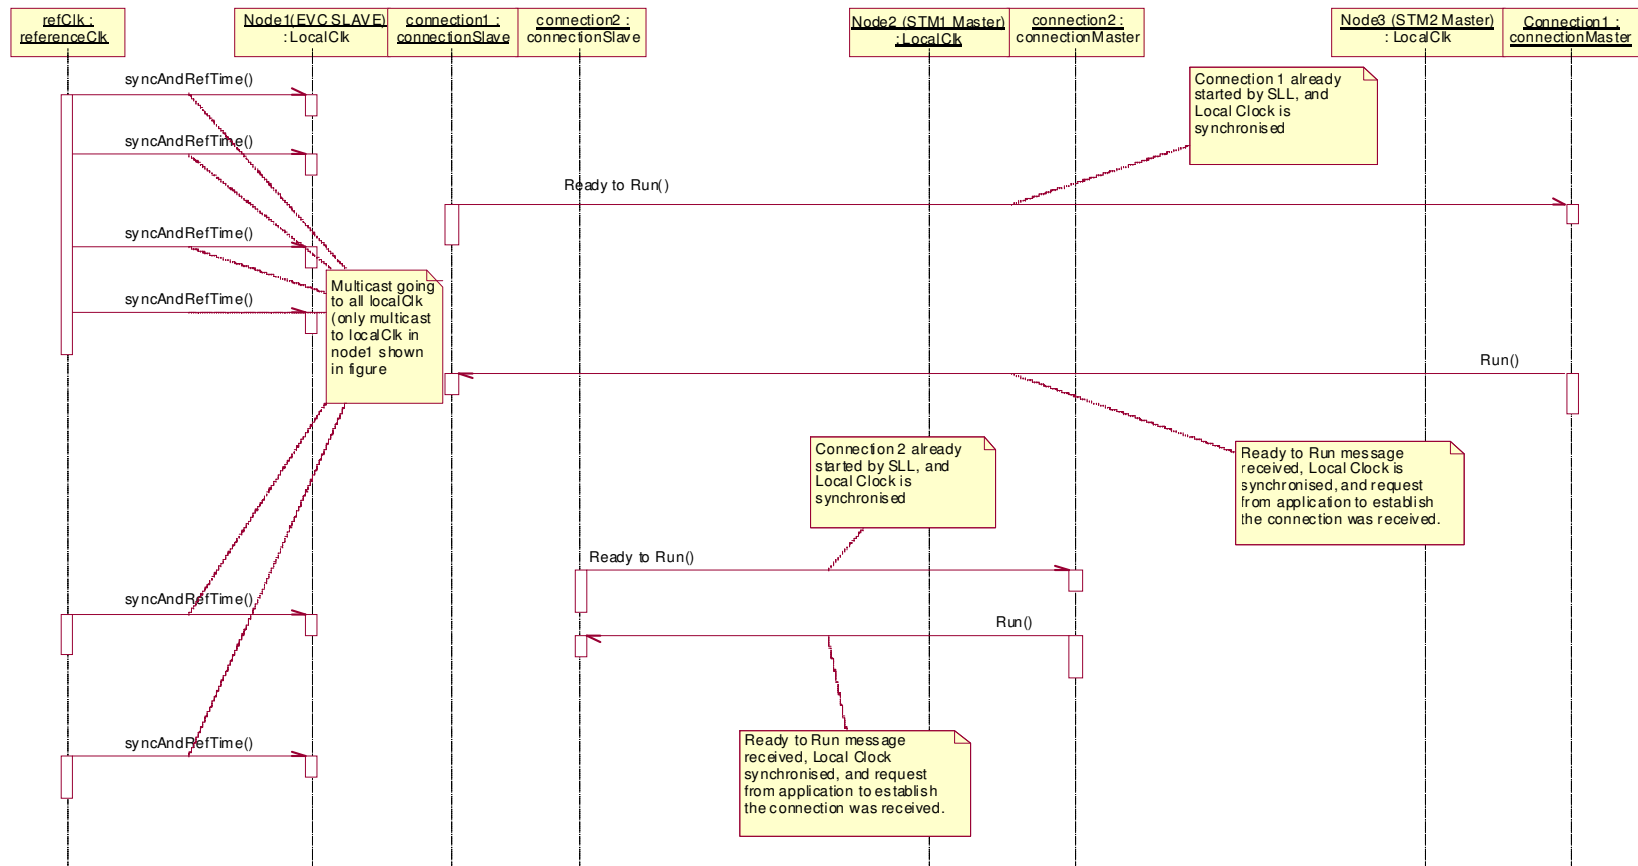 refClk :
referenceClk
Node1(EVC SLAVE)
: LocalClk
connection1 :
connectionSlave
connection2 :
connectionSlave
Node2 (STM1 Master)
: LocalClk
connection2 :
connectionMaster
Node3 (STM2 Master)
: LocalClk
Connection1 :
connectionMaster
syncAndRefTime()
Connection 1 already
started by SLL, and
Local Clock is
synchronised
syncAndRefTime()
Ready to Run()
syncAndRefTime()
syncAndRefTime()
Multicast going
to all localClk
(only multicast
to localClk in
node1 shown
in figure
Run()
Connection 2 already
started by SLL, and
Local Clock is
synchronised
Ready to Run message
received, Local Clock is
synchronised, and request
from application to establish
the connection was received.
Ready to Run()
syncAndRefTime()
Run()
syncAndRefTime()
Ready to Run message
received, Local Clock
synchronised, and request
from application to establish
the connection was received.